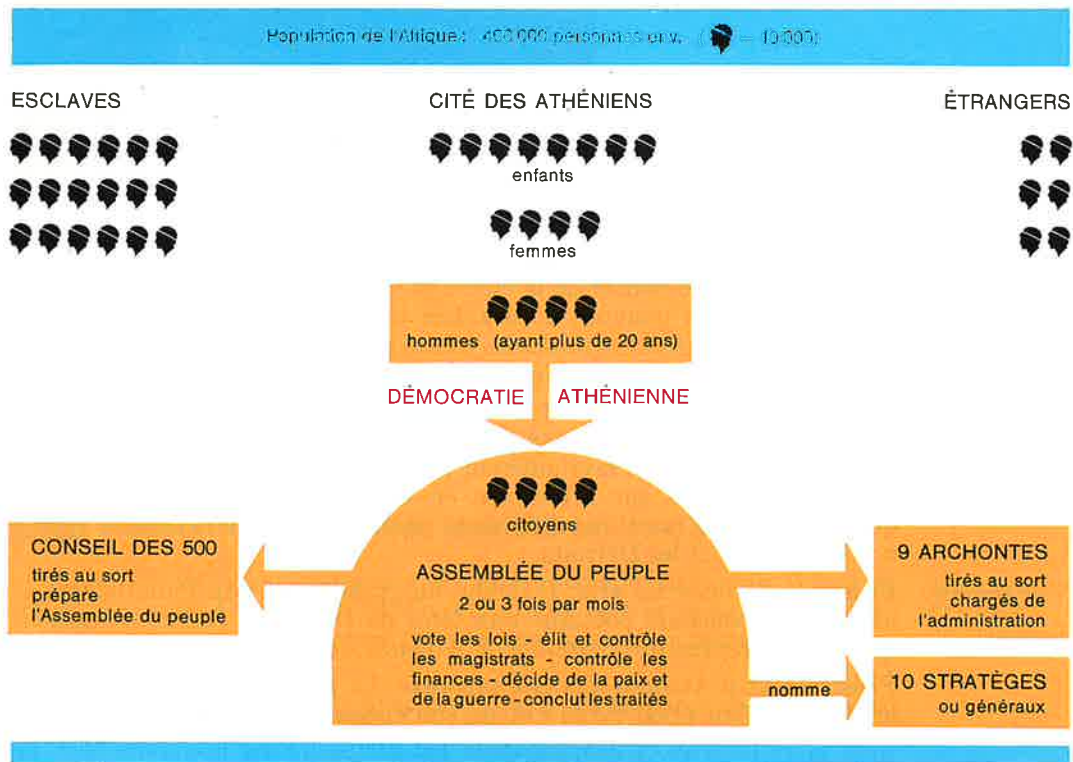 Population de l'Attique : 400 000 personnes env. ( = 10 000)
ESCLAVES
CITÉ DES ATHÉNIENS
ÉTRANGERS
enfants
femmes
hommes (ayant plus de 20 ans)
DÉMOCRATIE ATHÉNIENNE
citoyens
CONSEIL DES 500
tirés au sort
prépare
l'Assemblée du peuple
ASSEMBLÉE DU PEUPLE
2 ou 3 fois par mois
vote les lois - élit et contrôle
les magistrats - contrôle les
finances - décide de la paix et
de la guerre - conclut les traités
9 ARCHONTES
tirés au sort
chargés de
l'administration
nomme
10 STRATÈGES
ou généraux